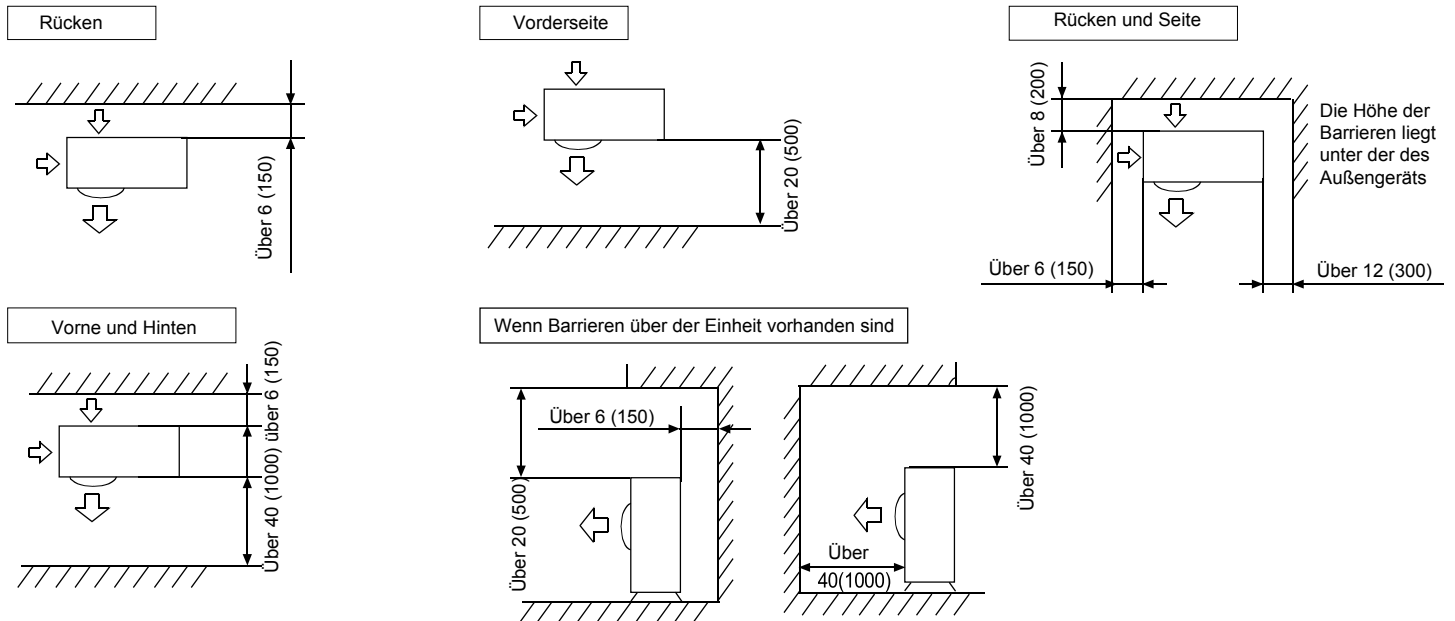 Rücken
Über 6 (150)
Vorderseite
Über 20 (500)
Rücken und Seite
Über 8 (200)
Die Höhe der
Barrieren liegt
unter der des
Außengeräts
Über 6 (150)
Über 12 (300)
Vorne und Hinten
Über 40 (1000) über 6 (150)
Wenn Barrieren über der Einheit vorhanden sind
Über 6 (150)
Über 20 (500)
Über 40 (1000)
Über
40(1000)